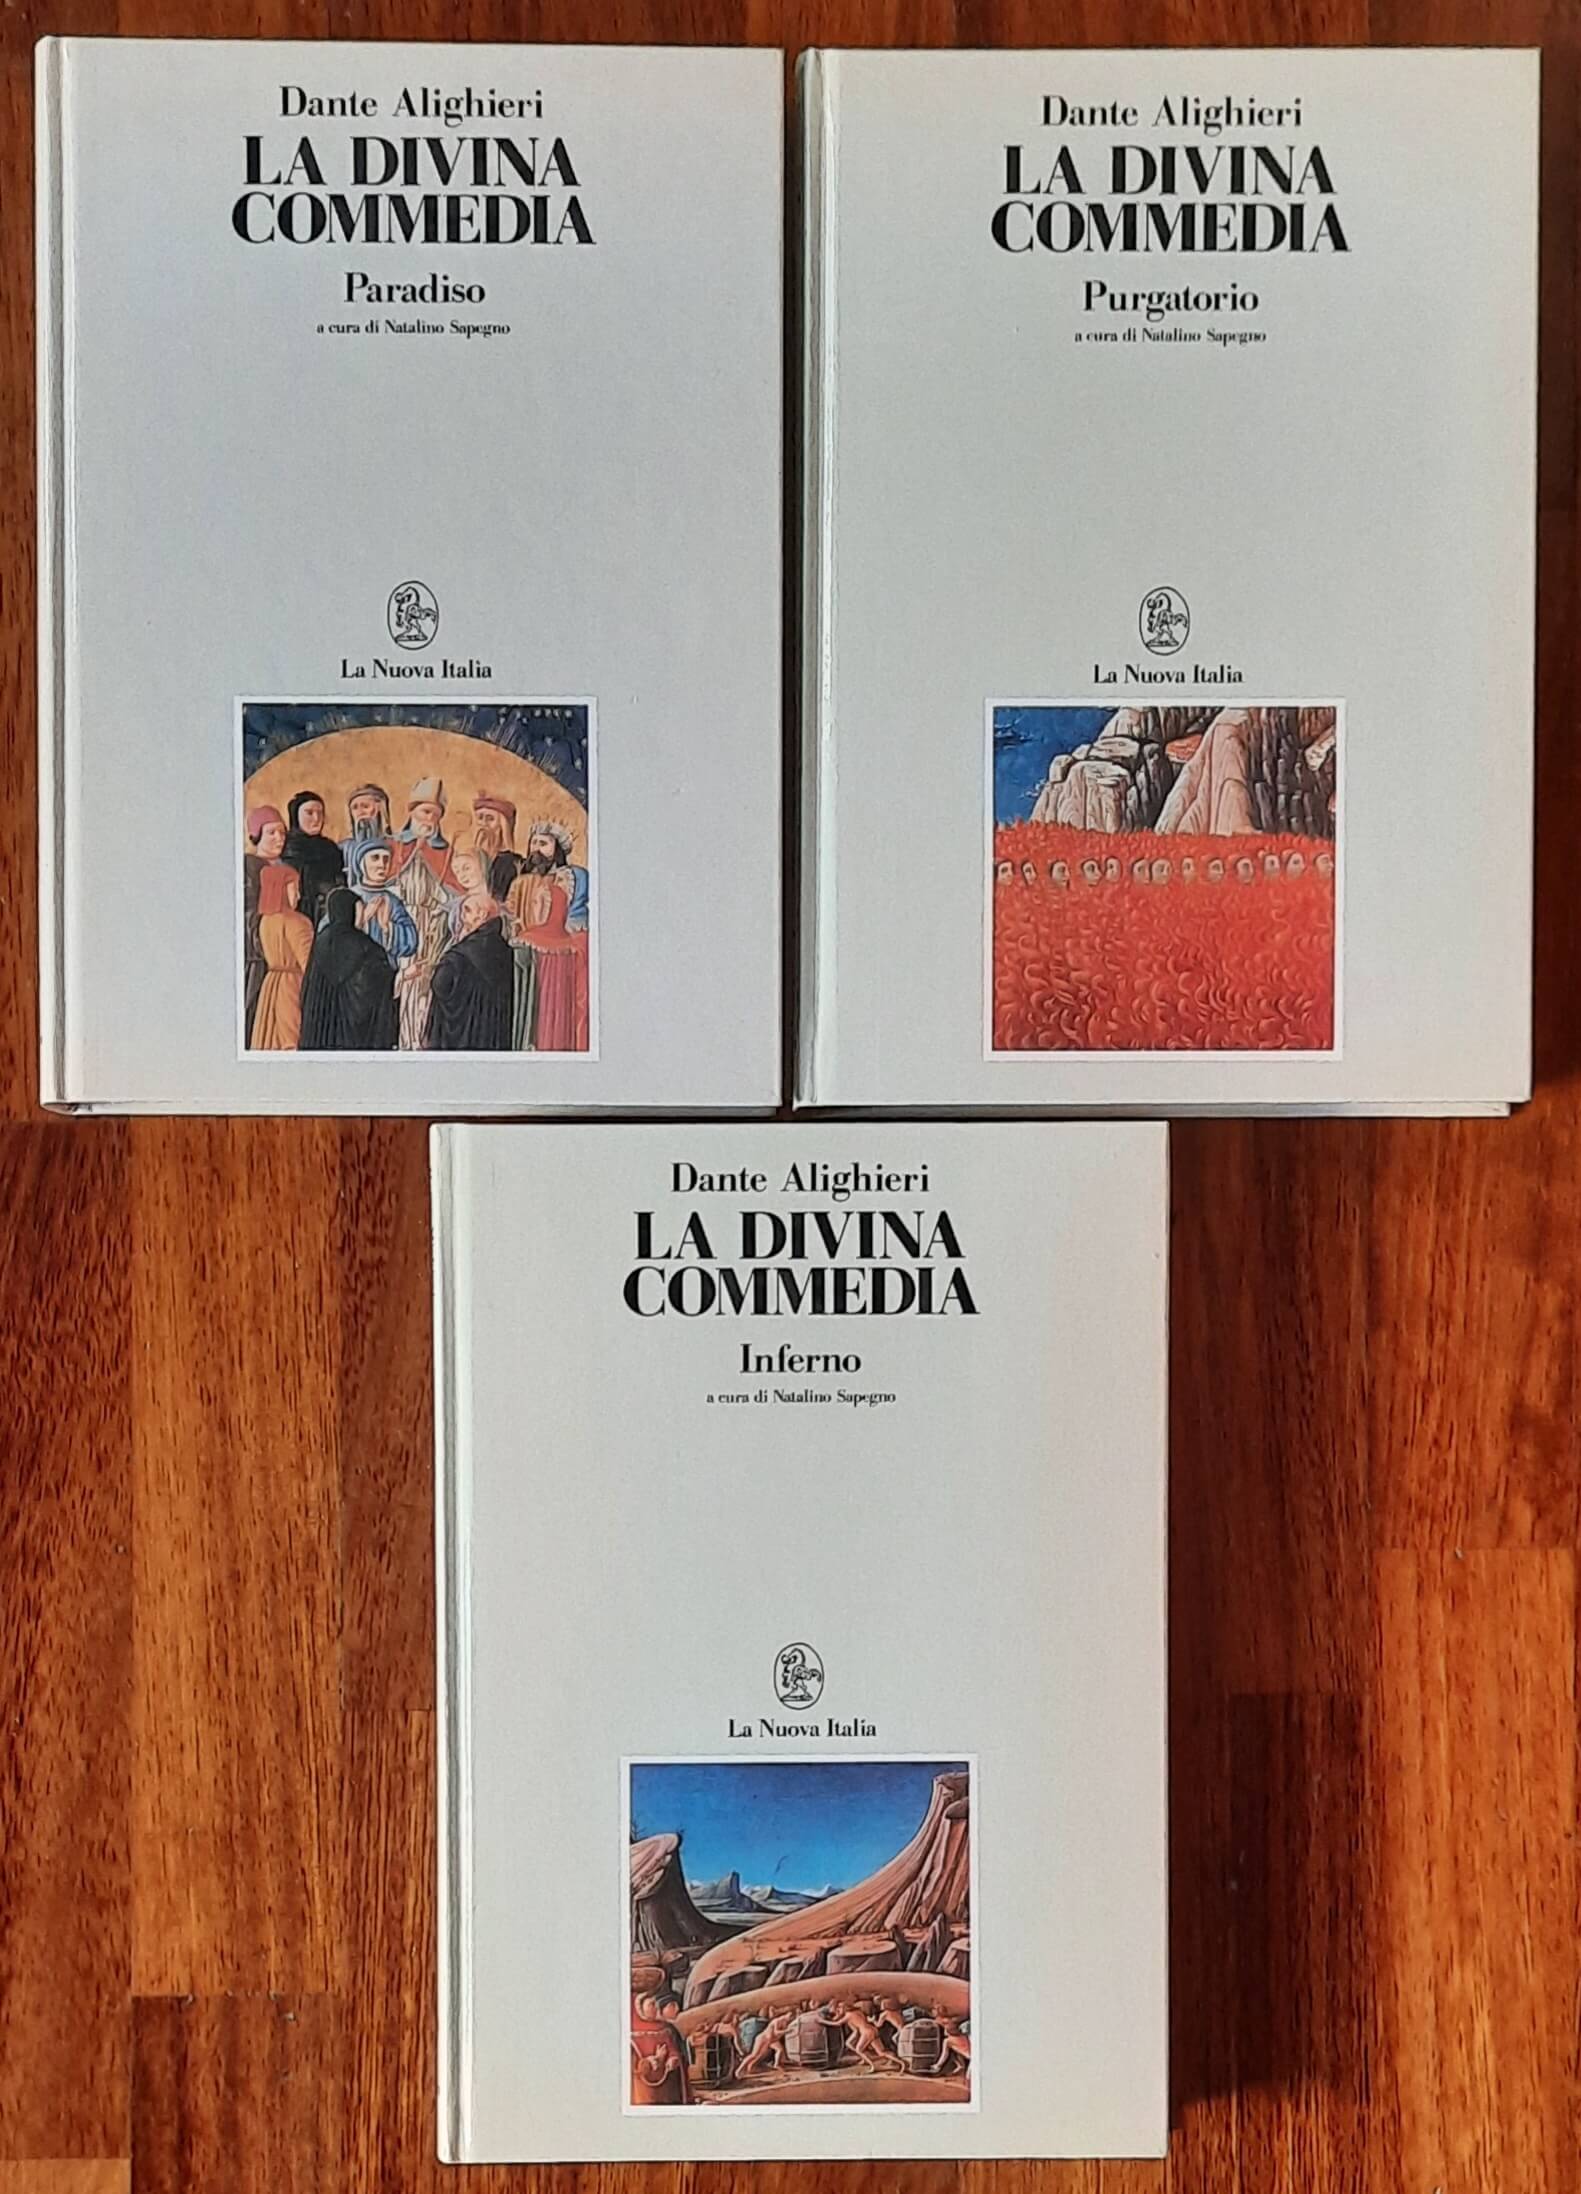 Dante Alighieri
LA DIVINA
COMMEDIA
Paradiso
a cura di Natalino Sapegno
La Nuova Italia
Dante Alighieri
LA DIVINA
COMMEDIA
Purgatorio
a cura di Natalino Sapegno
La Nuova Italia
Dante Alighieri
LA DIVINA
COMMEDIA
Inferno
a cura di Natalino Sapegno
La Nuova Italia